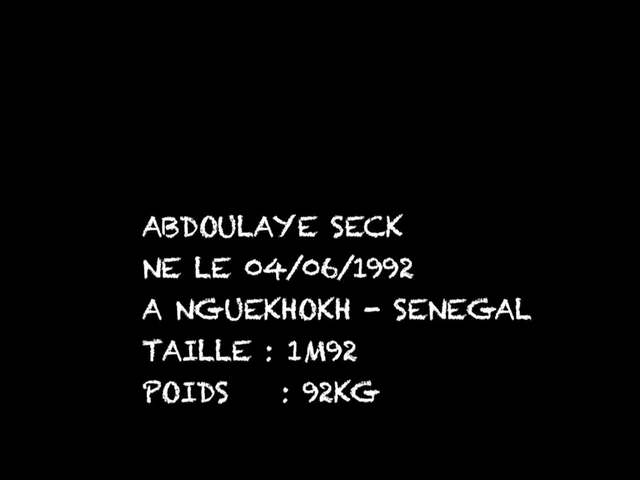 ABDOULAYE SECK
NE LE 04/06/1992
A NGUEKHOKH - SENEGAL
TAILLE : 1M92
POIDS : 92KG